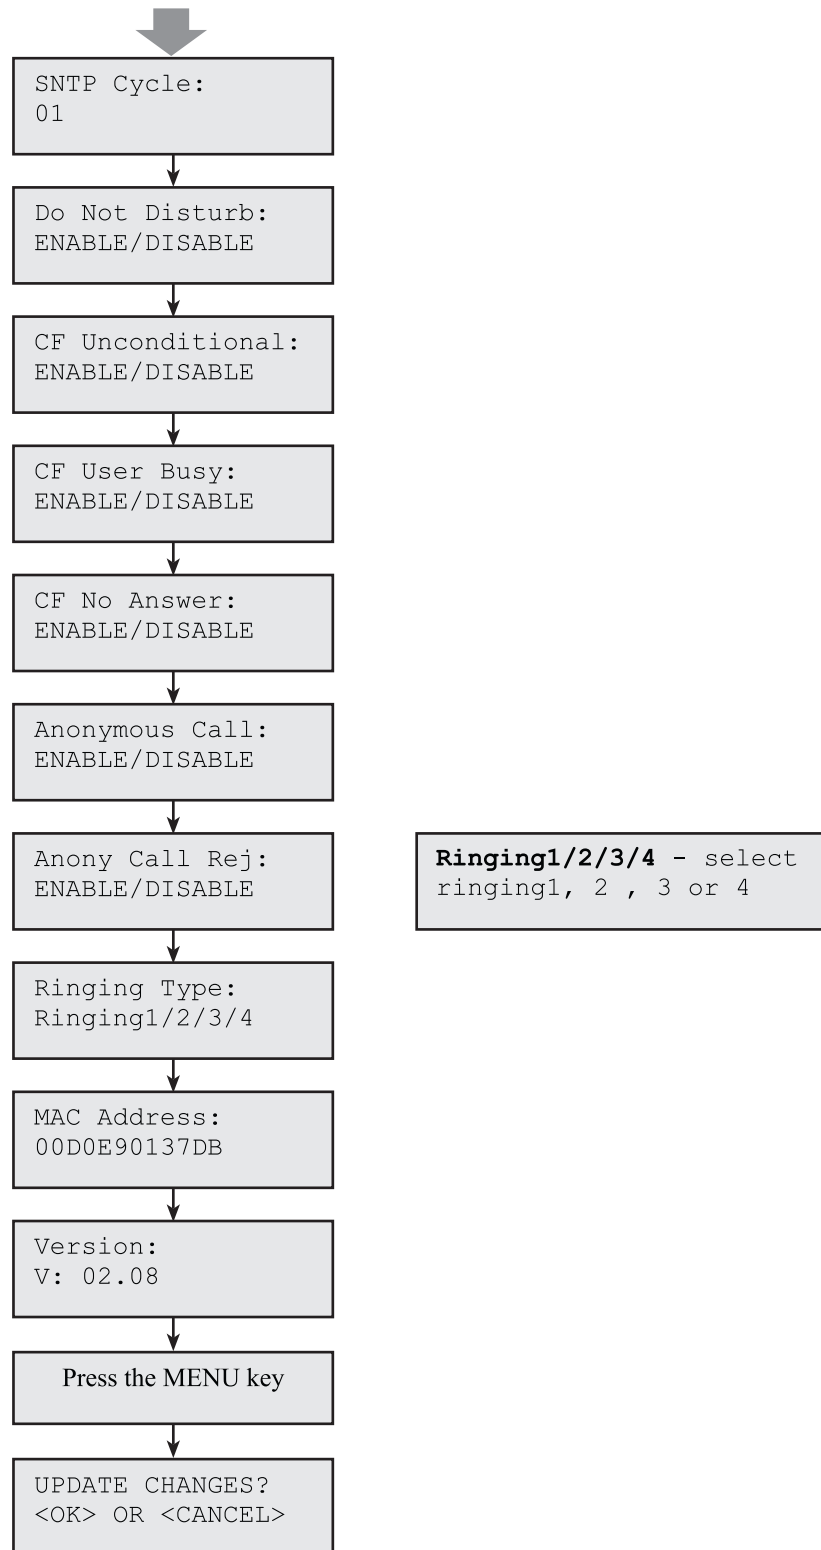 SNTP Cycle:
01
Do Not Disturb:
ENABLE/DISABLE
CF Unconditional:
ENABLE/DISABLE
CF User Busy:
ENABLE/DISABLE
CF No Answer:
ENABLE/DISABLE
Anonymous Call:
ENABLE/DISABLE
Anony Call Rej:
ENABLE/DISABLE
Ringing1/2/3/4 - select
ringing1, 2 , 3 or 4
Ringing Type:
Ringing1/2/3/4
MAC Address:
00D0E90137DB
Version:
V: 02.08
Press the MENU key
UPDATE CHANGES?
<OK> OR <CANCEL>